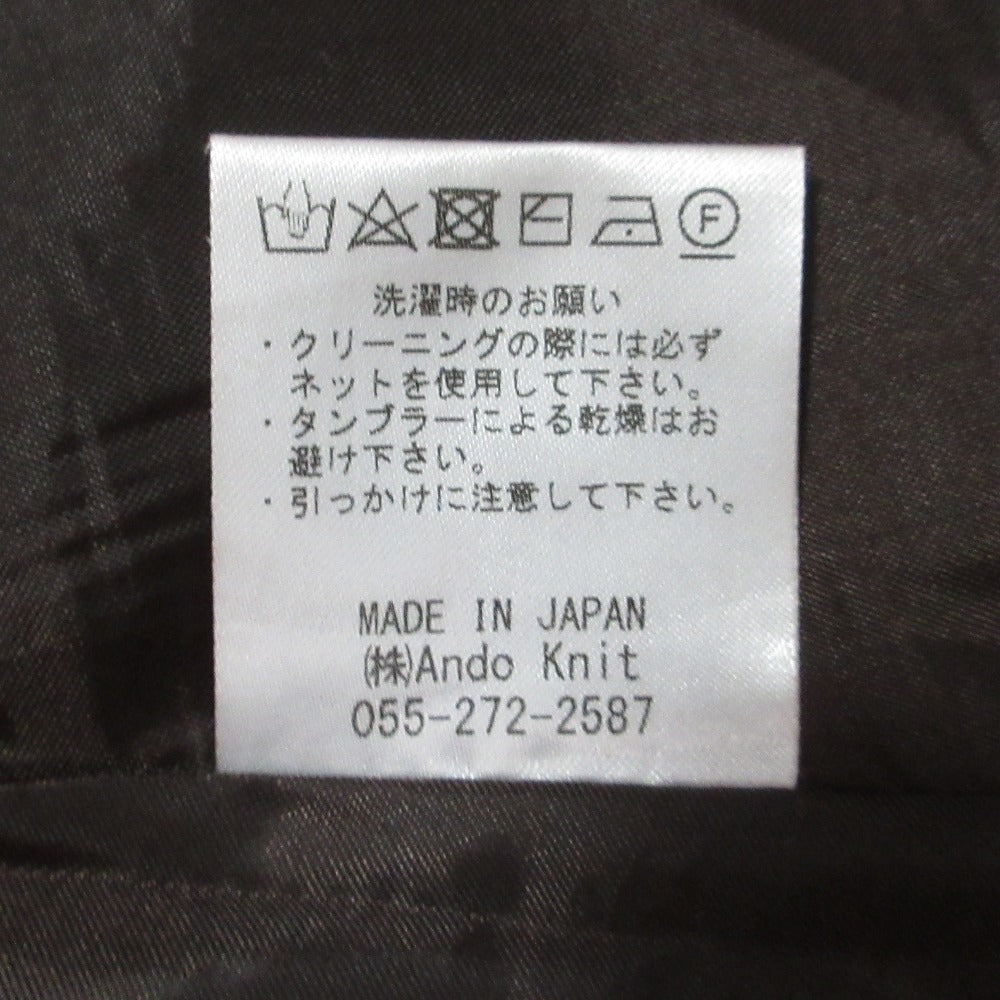 F
洗濯時のお願い
・クリーニングの際には必ず
ネットを使用して下さい。
・タンブラーによる乾燥はお
避け下さい。
・引っかけに注意して下さい。
MADE IN JAPAN
㈱Ando Knit
055-272-2587